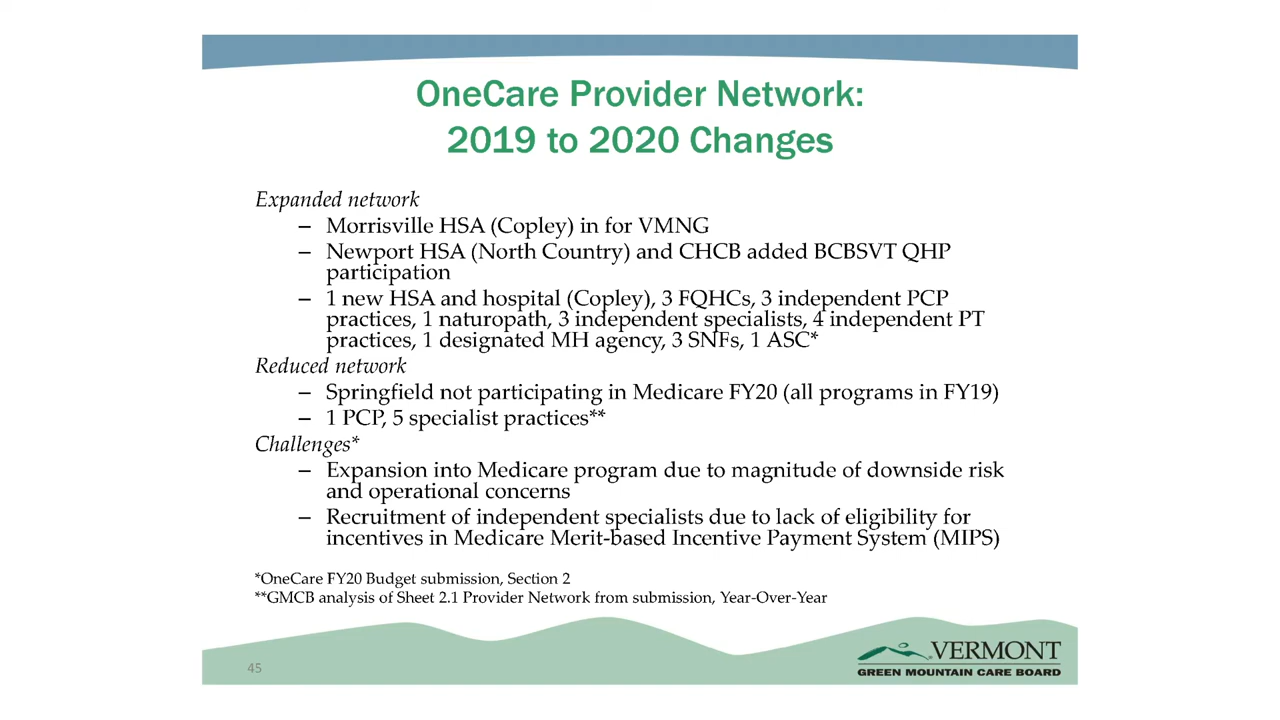 OneCare Provider Network:
2019 to 2020 Changes
Expanded network
– Morrisville HSA (Copley) in for VMNG
– Newport HSA (North Country) and CHCB added BCBSVT QHP
participation
– 1 new HSA and hospital (Copley), 3 FQHCs, 3 independent PCP
practices, 1 naturopath, 3 independent specialists, 4 independent PT
practices, 1 designated MH agency, 3 SNFs, 1 ASC*
Reduced network
– Springfield not participating in Medicare FY20 (all programs in FY19)
– 1 PCP, 5 specialist practices**
Challenges*
– Expansion into Medicare program due to magnitude of downside risk
and operational concerns
– Recruitment of independent specialists due to lack of eligibility for
incentives in Medicare Merit-based Incentive Payment System (MIPS)
*OneCare FY20 Budget submission, Section 2
**GMCB analysis of Sheet 2.1 Provider Network from submission, Year-Over-Year
45
VERMONT
GREEN MOUNTAIN CARE BOARD